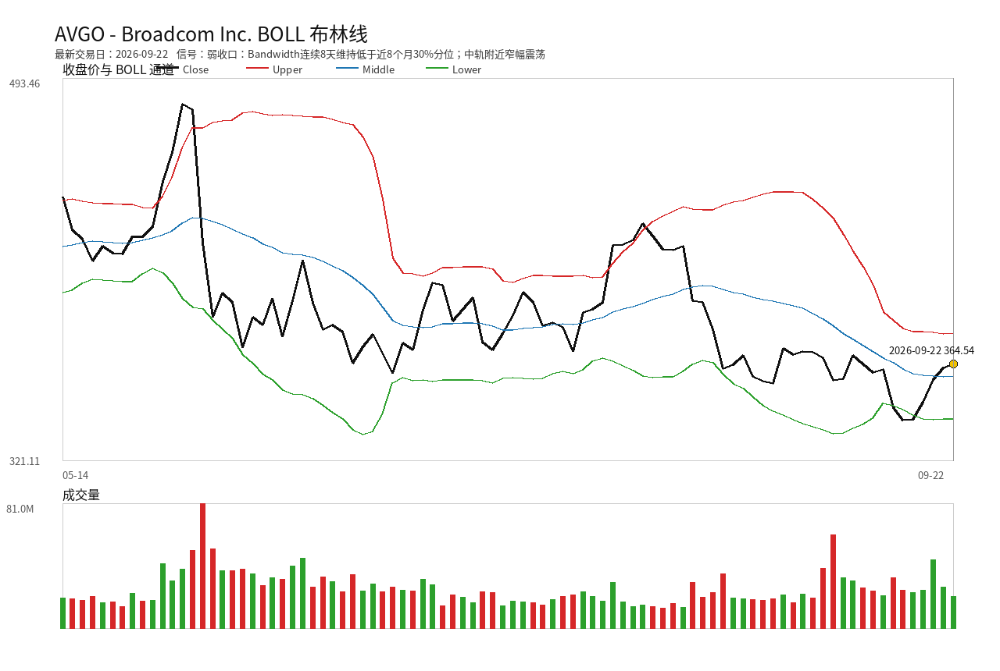 AVGO - Broadcom Inc. BOLL 布林线
最新交易日：2026-09-22 信号：弱收口：Bandwidth连续8天维持低于近8个月30%分位；中轨附近窄幅震荡
收盘价与 BOLL 通道 Close Upper Middle Lower
493.46
2026-09-22 364.54
321.11
05-14 09-22
成交量
81.0M